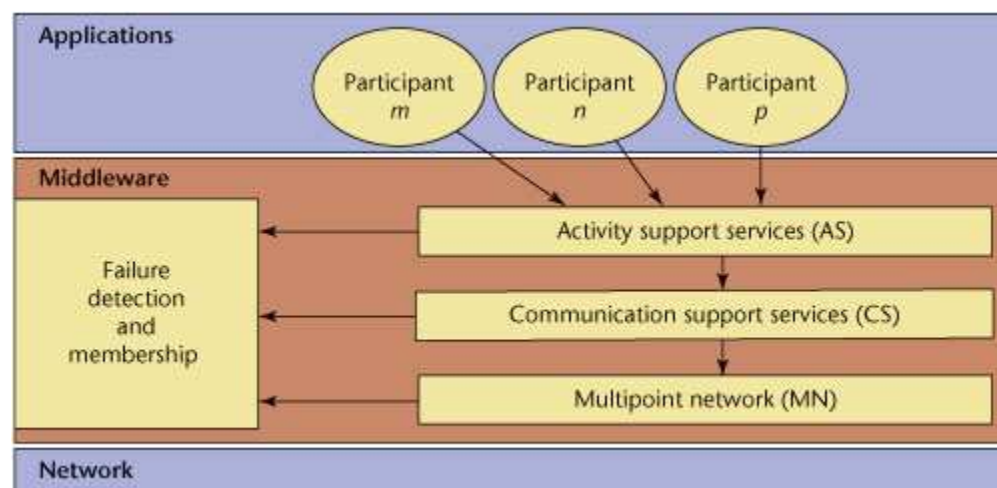 Applications
Participant
m
Participant
n
Participant
p
Middleware
Activity support services (AS)
Failure
detection
and
membership
Communication support services (CS)
Multipoint network (MN)
Network